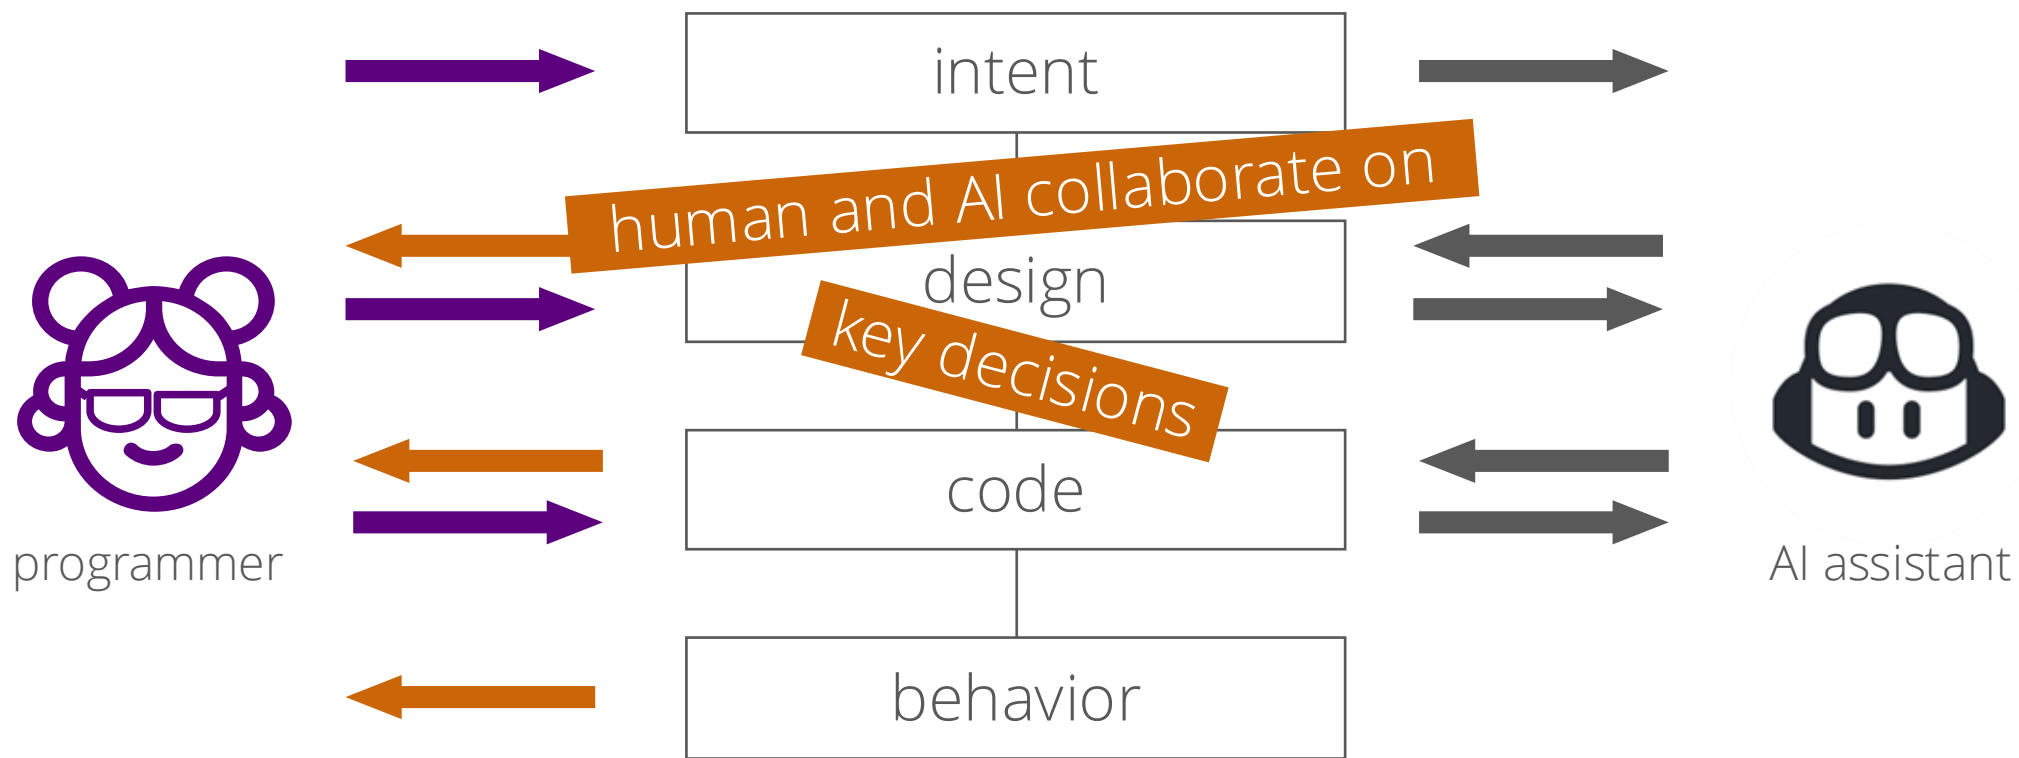 intent
human and AI collaborate on
design
key decisions
code
programmer
AI assistant
behavior